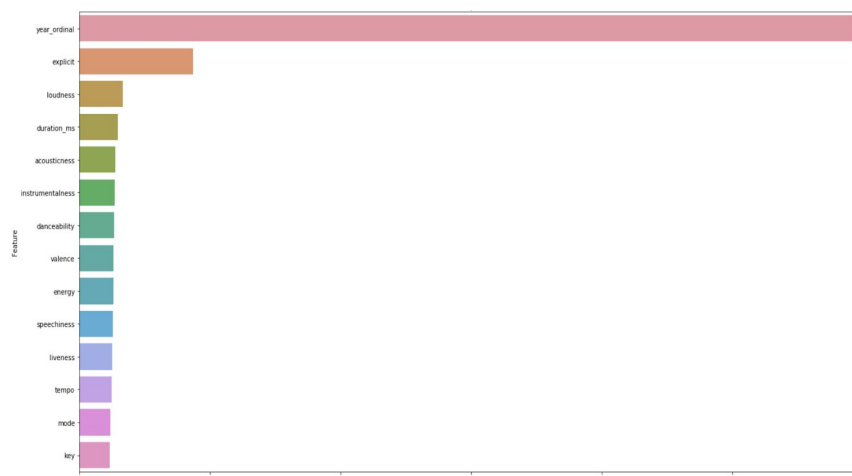 year_ordinal
explicit
loudness
duration_ms
acousticness
instrumentalness
danceability
valence
energy
speechiness
liveness
tempo
mode
key
Feature